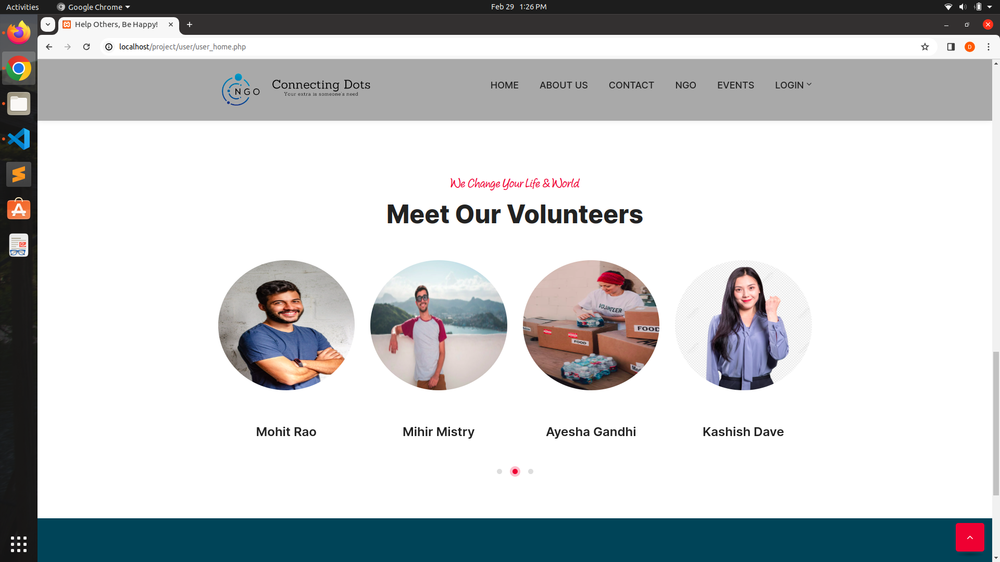 Activities
Google Chrome
Feb 29 1:26 PM
Help Others, Be Happy!
localhost/project/user/user_home.php
D
NGO
Connecting Dots
Your extra is someone's need
HOME
ABOUT US
CONTACT
NGO
EVENTS
LOGIN
We Change Your Life & World
Meet Our Volunteers
VOLUNTEER
FOOD
FOOD
Mohit Rao
Mihir Mistry
Ayesha Gandhi
Kashish Dave